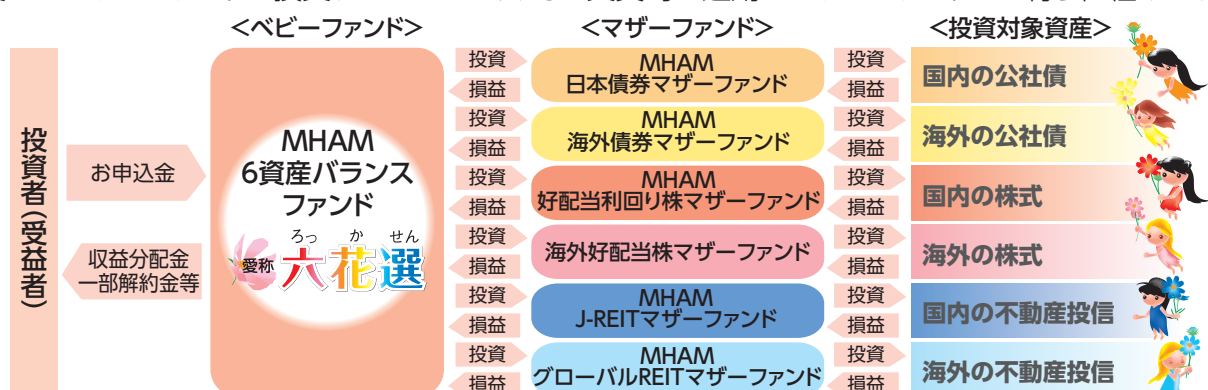 <ベビーファンド>
<マザーファンド>
<投資対象資産>
投資者(受益者)
お申込金
収益分配金
一部解約金等
MHAM
6資産バランス
ファンド
ろっ か せん
愛称 六花選
投資
損益
MHAM
日本債券マザーファンド
投資
損益
国内の公社債
投資
損益
MHAM
海外債券マザーファンド
投資
損益
海外の公社債
投資
損益
MHAM
好配当利回り株マザーファンド
投資
損益
国内の株式
投資
損益
海外好配当株マザーファンド
投資
損益
海外の株式
投資
損益
MHAM
J-REITマザーファンド
投資
損益
国内の不動産投信
投資
損益
MHAM
グローバルREITマザーファンド
投資
損益
海外の不動産投信